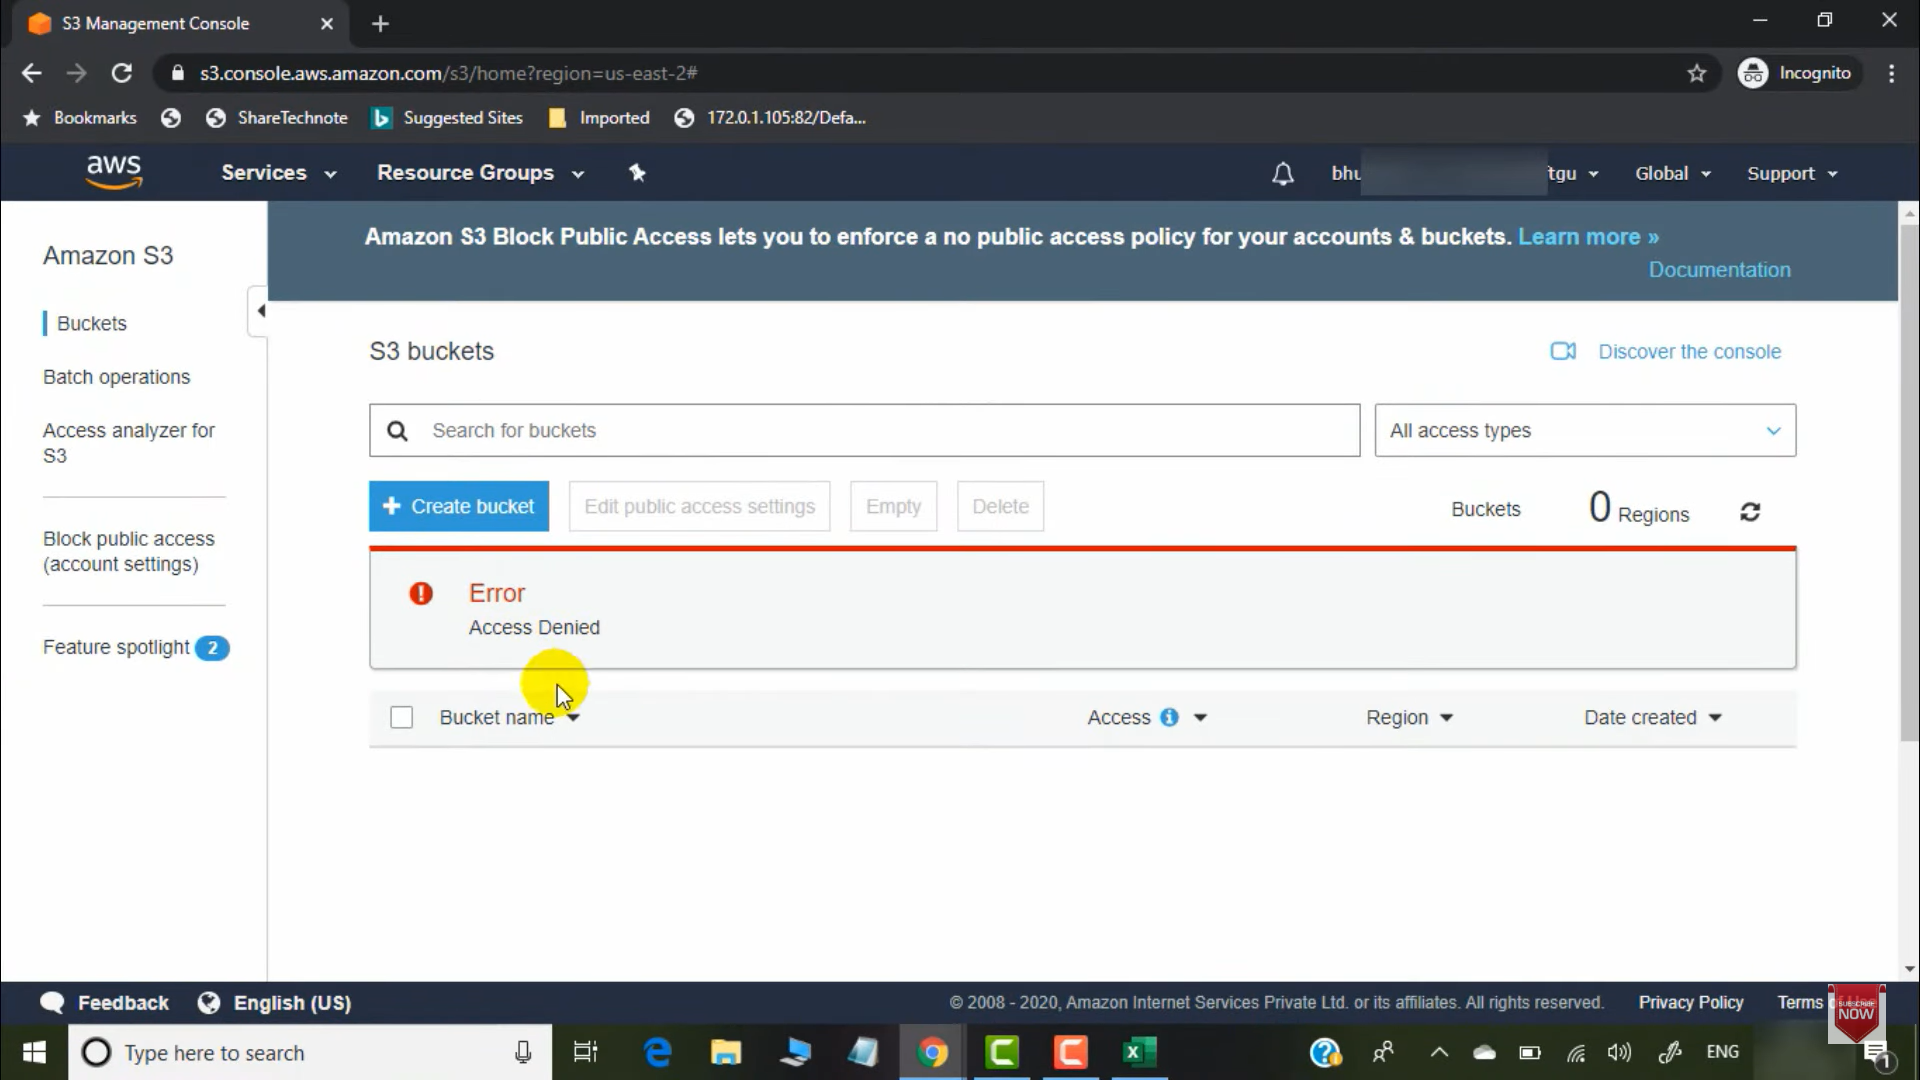 S3 Management Console
s3.console.aws.amazon.com/s3/home?region=us-east-2#
Incognito
Bookmarks
ShareTechnote
Suggested Sites
Imported
172.0.1.105:82/Defa...
aws
Services
Resource Groups
bhu
Global
Support
Amazon S3 Block Public Access lets you to enforce a no public access policy for your accounts & buckets. Learn more »
Documentation
Amazon S3
Buckets
Batch operations
Access analyzer for
S3
Block public access
(account settings)
Feature spotlight 2
S3 buckets
Discover the console
Search for buckets
All access types
+ Create bucket
Edit public access settings
Empty
Delete
Buckets
0 Regions
Error
Access Denied
Bucket name
Access
Region
Date created
Feedback
English (US)
© 2008 - 2020, Amazon Internet Services Private Ltd. or its affiliates. All rights reserved.
Privacy Policy
Terms
SUBSCRIBE
NOW
Type here to search
ENG
1